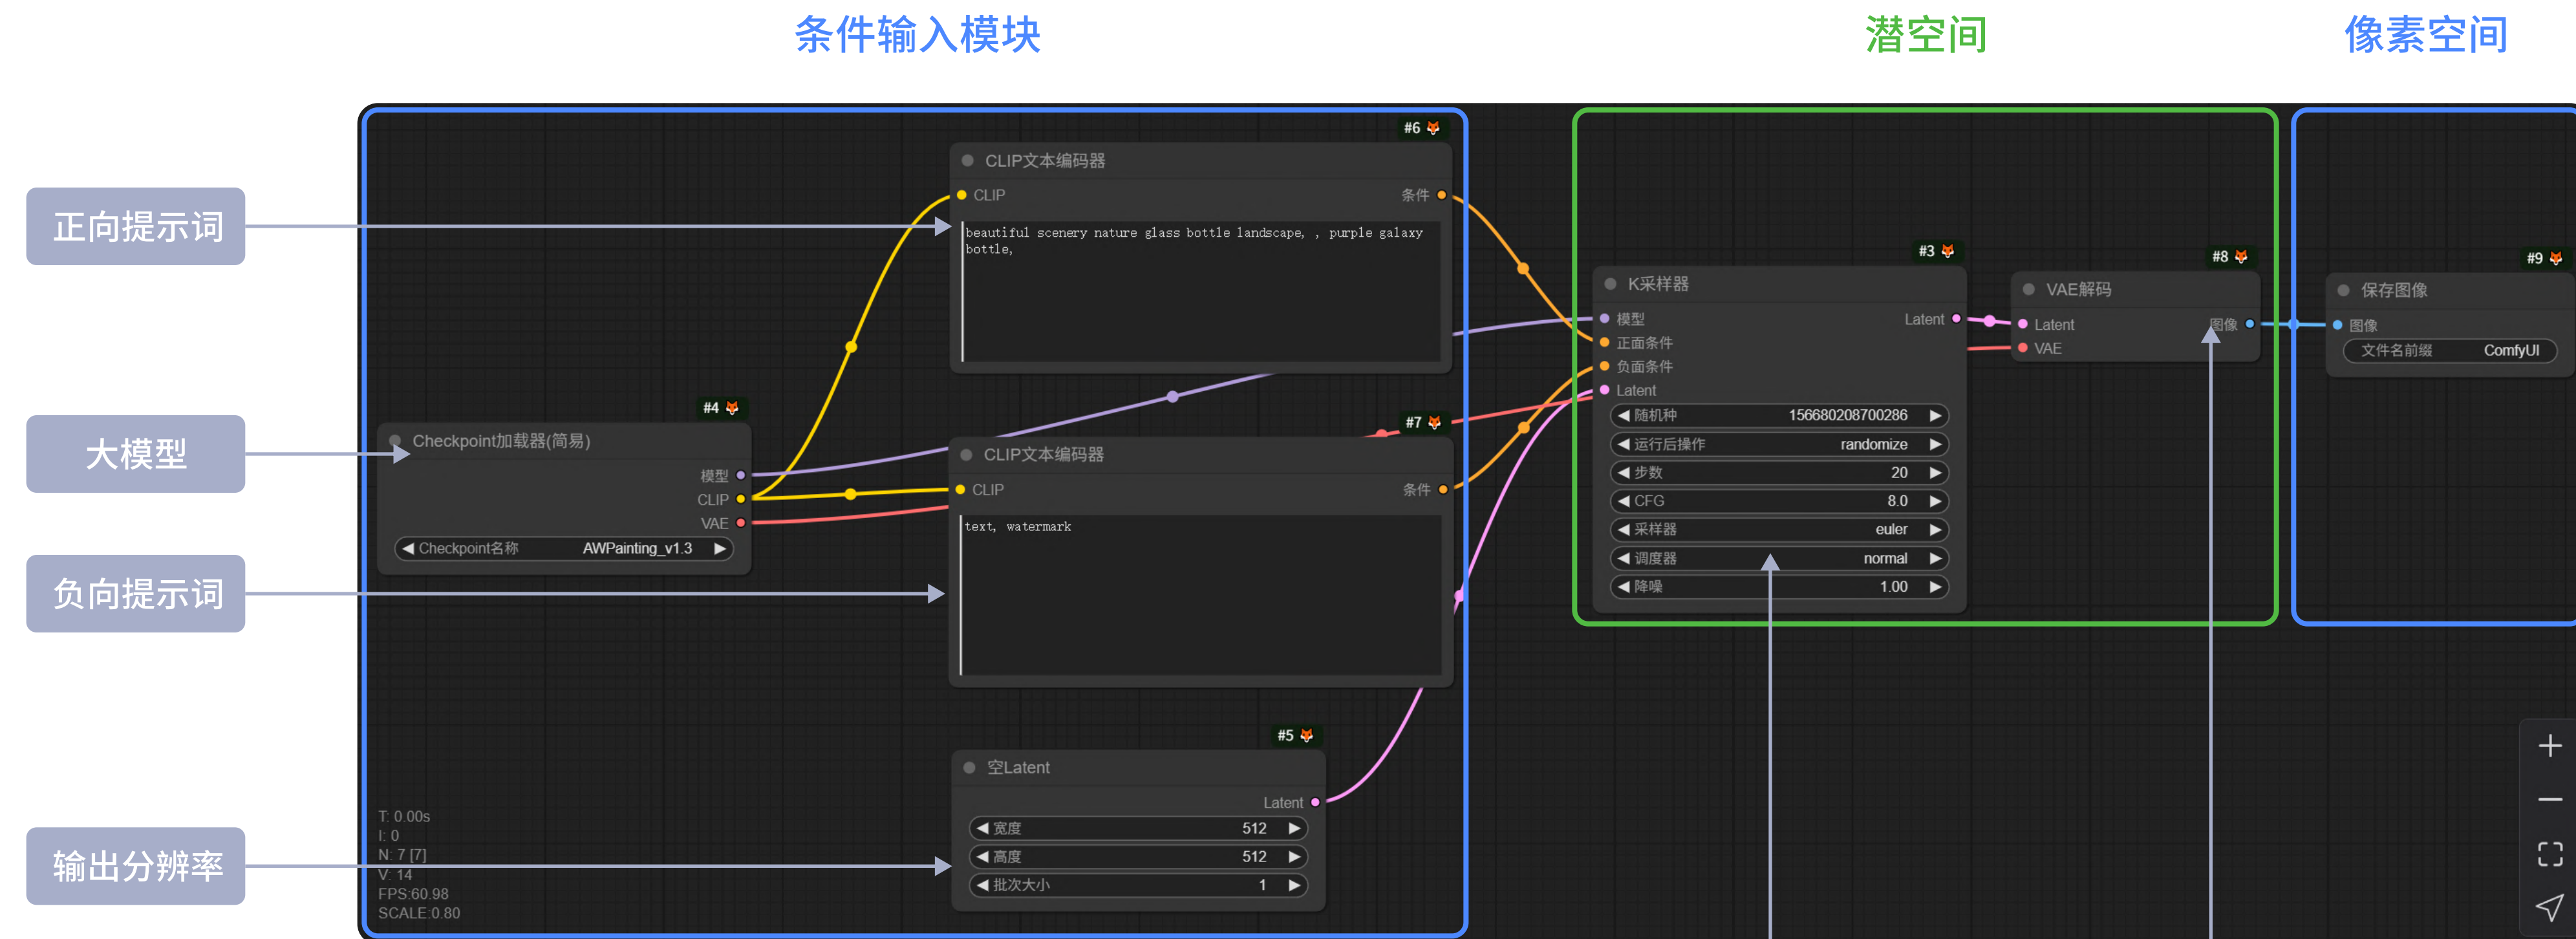 条件输入模块
潜空间
像素空间
正向提示词
大模型
负向提示词
输出分辨率
#4
Checkpoint加载器(简易)
模型
CLIP
VAE
Checkpoint名称 AWPainting_v1.3
#6
CLIP文本编码器
CLIP 条件
beautiful scenery nature glass bottle landscape, , purple galaxy
bottle,
#7
CLIP文本编码器
CLIP 条件
text, watermark
#5
空Latent
Latent
宽度 512
高度 512
批次大小 1
#3
K采样器
模型 Latent
正面条件
负面条件
Latent
随机种 156680208700286
运行后操作 randomize
步数 20
CFG 8.0
采样器 euler
调度器 normal
降噪 1.00
#8
VAE解码
Latent 图像
VAE
#9
保存图像
图像
文件名前缀 ComfyUI
T: 0.00s
I: 0
N: 7 [7]
V: 14
FPS:60.98
SCALE:0.80